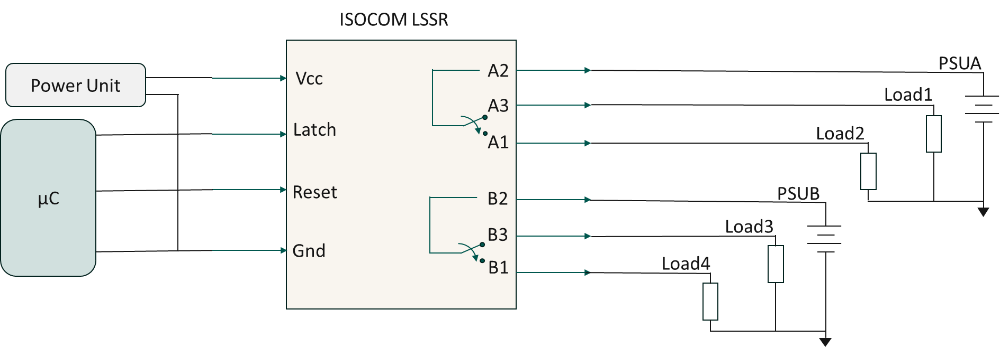 ISOCOM LSSR
Power Unit
µC
Vcc
Latch
Reset
Gnd
A2
A3
A1
B2
B3
B1
PSUA
Load1
Load2
PSUB
Load3
Load4